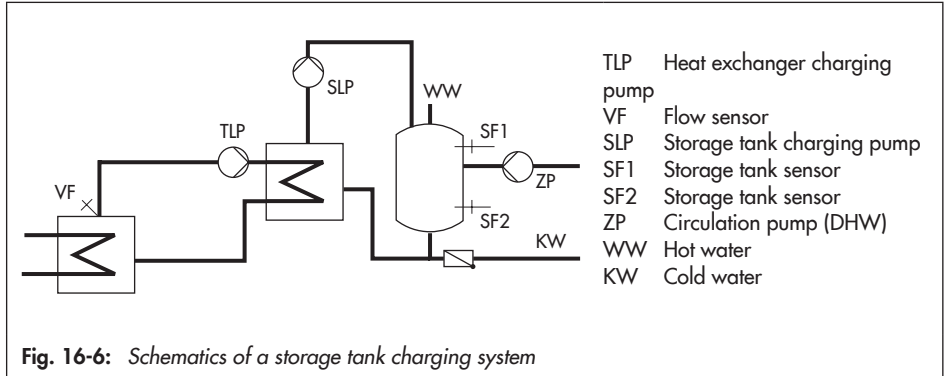 SLP
WW
TLP
SF1
ZP
VF
SF2
KW
TLP Heat exchanger charging
pump
VF Flow sensor
SLP Storage tank charging pump
SF1 Storage tank sensor
SF2 Storage tank sensor
ZP Circulation pump (DHW)
WW Hot water
KW Cold water
Fig. 16-6: Schematics of a storage tank charging system